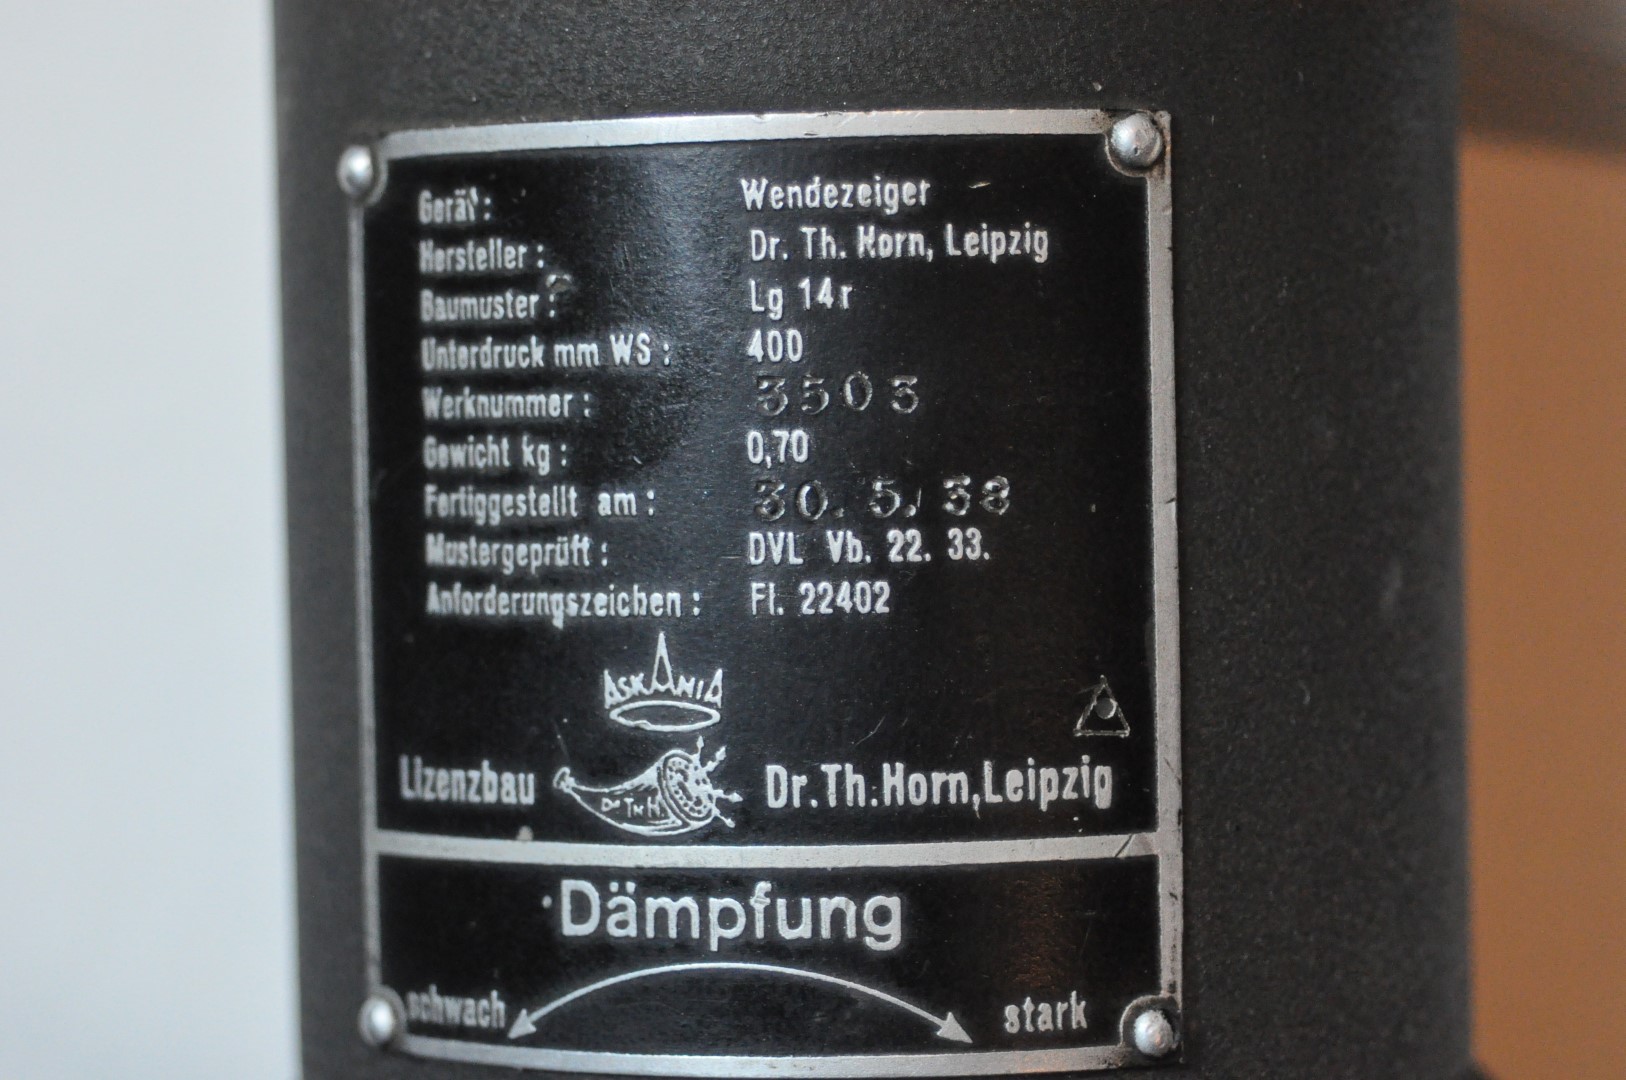 Gerät: Wendezeiger
Hersteller: Dr. Th. Horn, Leipzig
Baumuster: Lg 14r
Unterdruck mm WS: 400
Werknummer: 3503
Gewicht kg: 0,70
Fertiggestellt am: 30. 5. 38
Mustergeprüft: DVL Vb. 22. 33.
Anforderungszeichen: Fl. 22402
ASKANIA
Lizenzbau Dr. Th. H. Dr. Th. Horn, Leipzig
Dämpfung
schwach stark